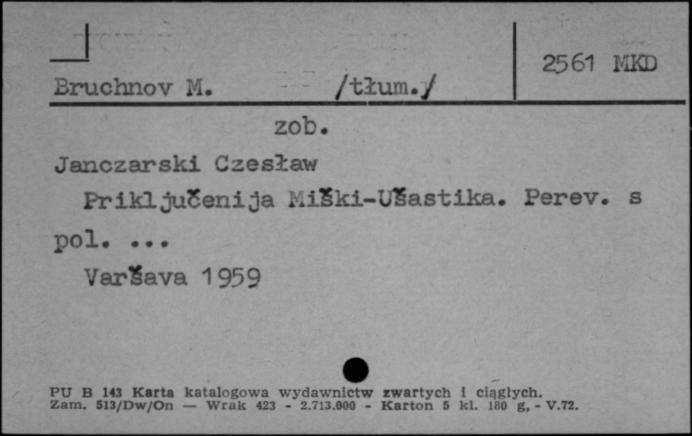 2561 MKD
Bruchnov M. /tłum./
zob.
Janczarski Czesław
Priključenija Miški-Ušastika. Perev. s
pol. ...
Varšava 1959
PU B 143 Karta katalogowa wydawnictw zwartych i ciągłych.
Zam. 513/Dw/On — Wrak 423 - 2.713.000 - Karton 5 kl. 180 g, - V.72.